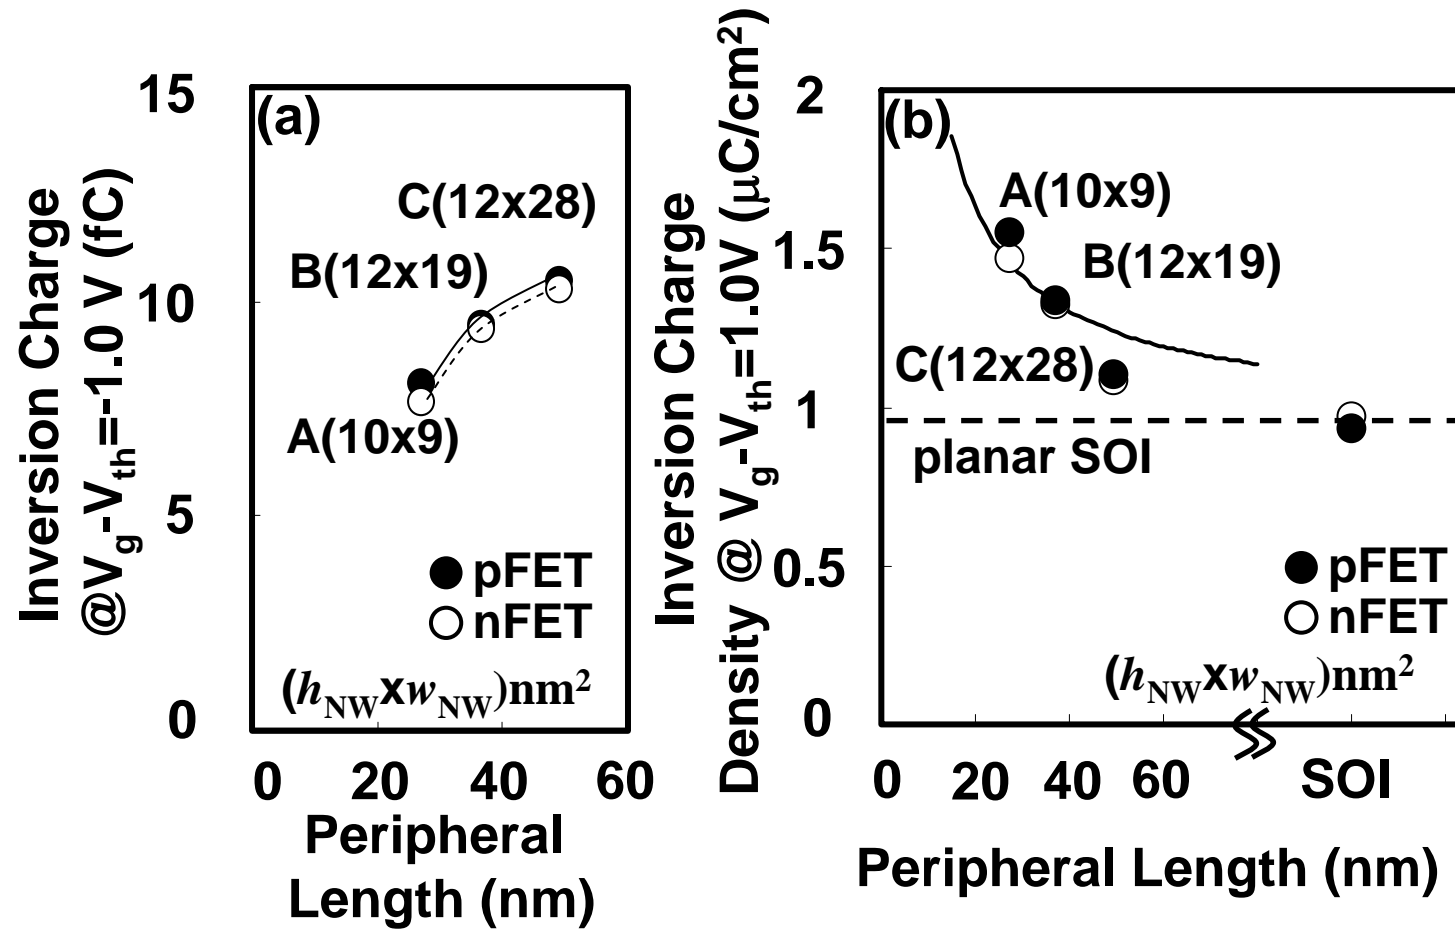 Inversion Charge
@Vg-Vth=-1.0 V (fC)
15
10
5
0
(a)
C(12x28)
B(12x19)
A(10x9)
pFET
nFET
(hNWxwNW)nm2
0 20 40 60
Peripheral
Length (nm)
Inversion Charge
Density @ Vg-Vth=1.0V (μC/cm2)
2
1.5
1
0.5
0
(b)
A(10x9)
B(12x19)
C(12x28)
planar SOI
pFET
nFET
(hNWxwNW)nm2
0 20 40 60 SOI
Peripheral Length (nm)